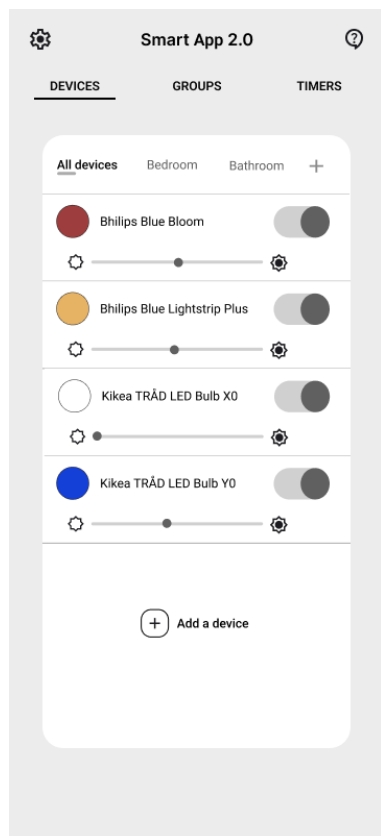 Smart App 2.0
DEVICES GROUPS TIMERS
All devices Bedroom Bathroom +
Bhilips Blue Bloom
Bhilips Blue Lightstrip Plus
Kikea TRÅD LED Bulb X0
Kikea TRÅD LED Bulb Y0
+ Add a device